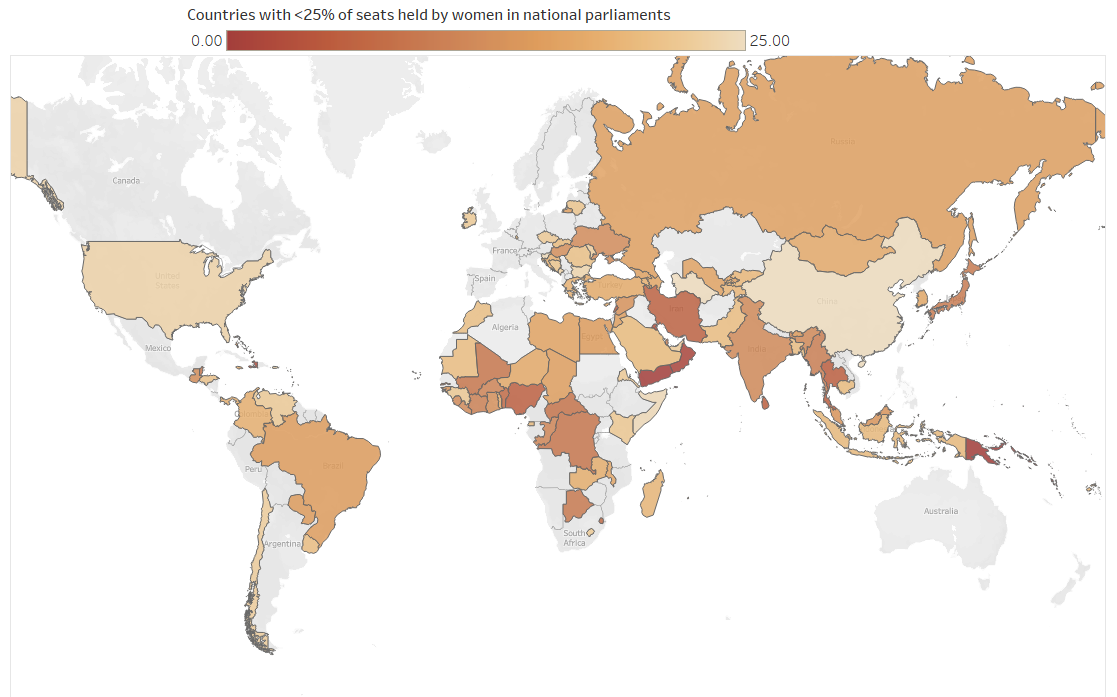 Countries with <25% of seats held by women in national parliaments
0.00
25.00
Russia
Canada
United
States
France
Spain
Turkey
Iran
China
Algeria
Egypt
India
Mexico
Colombia
Peru
Brazil
Argentina
South
Africa
Australia